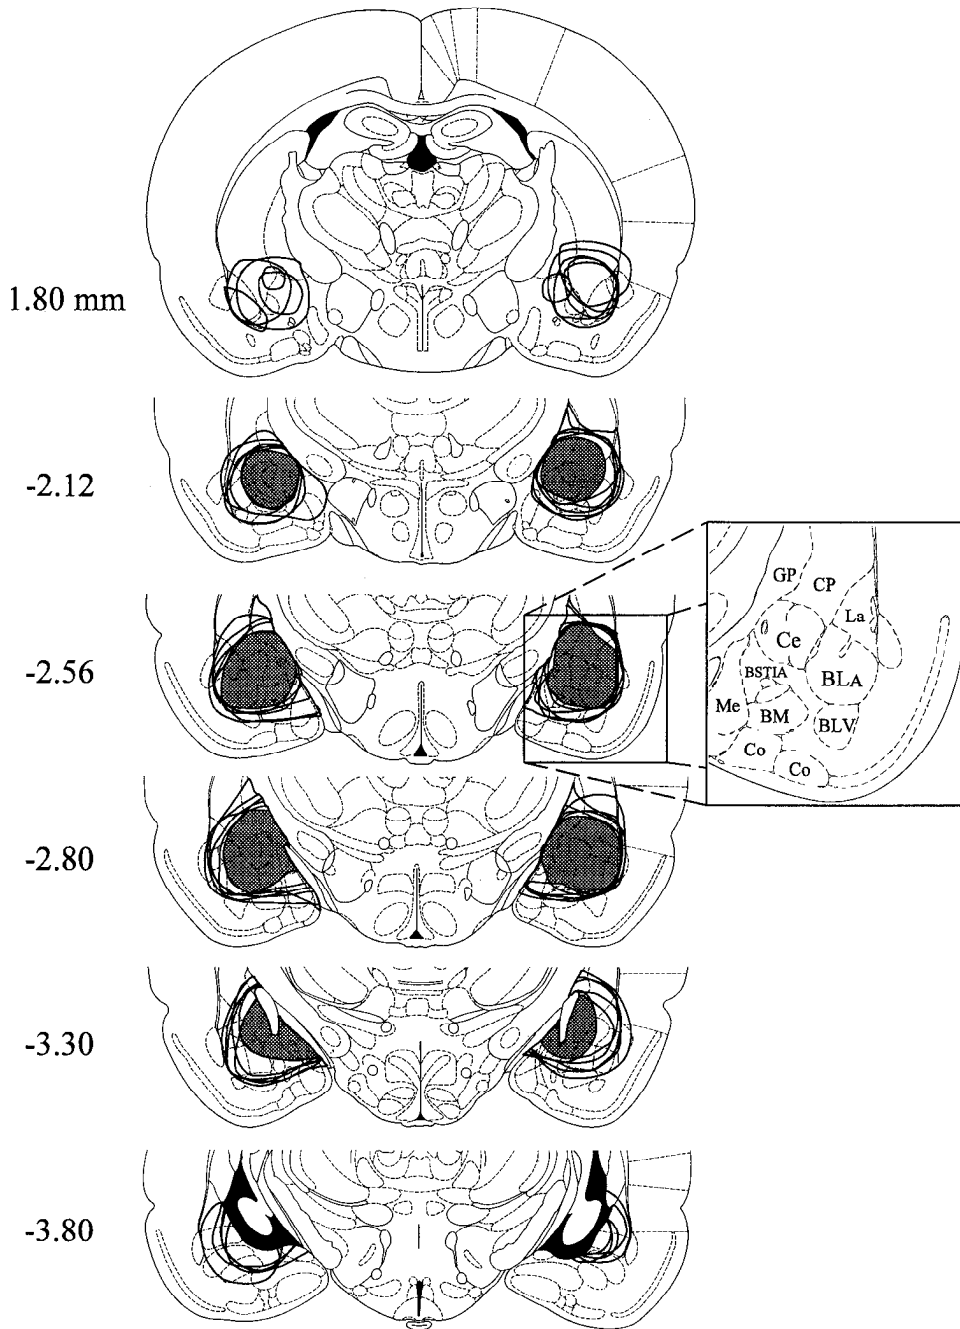 1.80 mm
-2.12
-2.56
-2.80
-3.30
-3.80
GP
CP
La
Ce
BSTIA
BLA
Me
BM
BLV
Co
Co